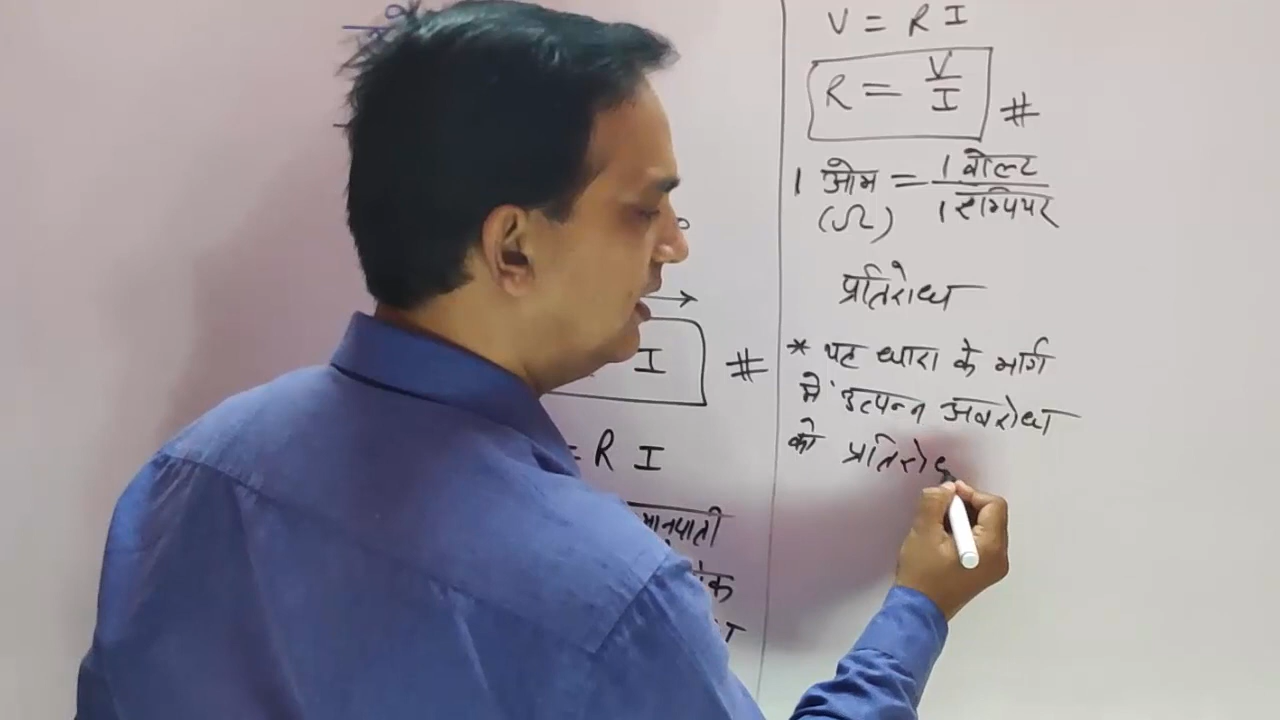 I
= R I
मानुपाती
V = R I
R = V/I #
1 ओम = 1 वोल्ट / 1 एम्पियर
(Ω)
प्रतिरोध
#
* यह धारा के मार्ग
में उत्पन्न अवरोध
को प्रतिरोध